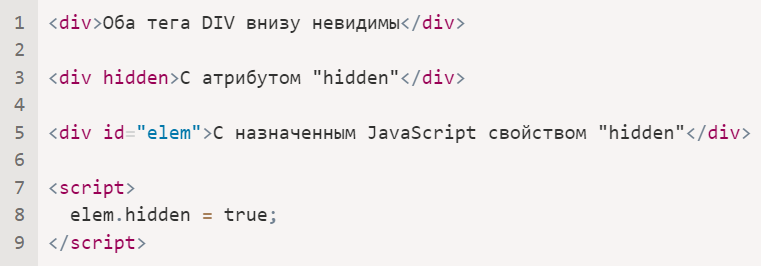 1 <div>Оба тега DIV внизу невидимы</div>
2
3 <div hidden>С атрибутом "hidden"</div>
4
5 <div id="elem">С назначенным JavaScript свойством "hidden"</div>
6
7 <script>
8   elem.hidden = true;
9 </script>